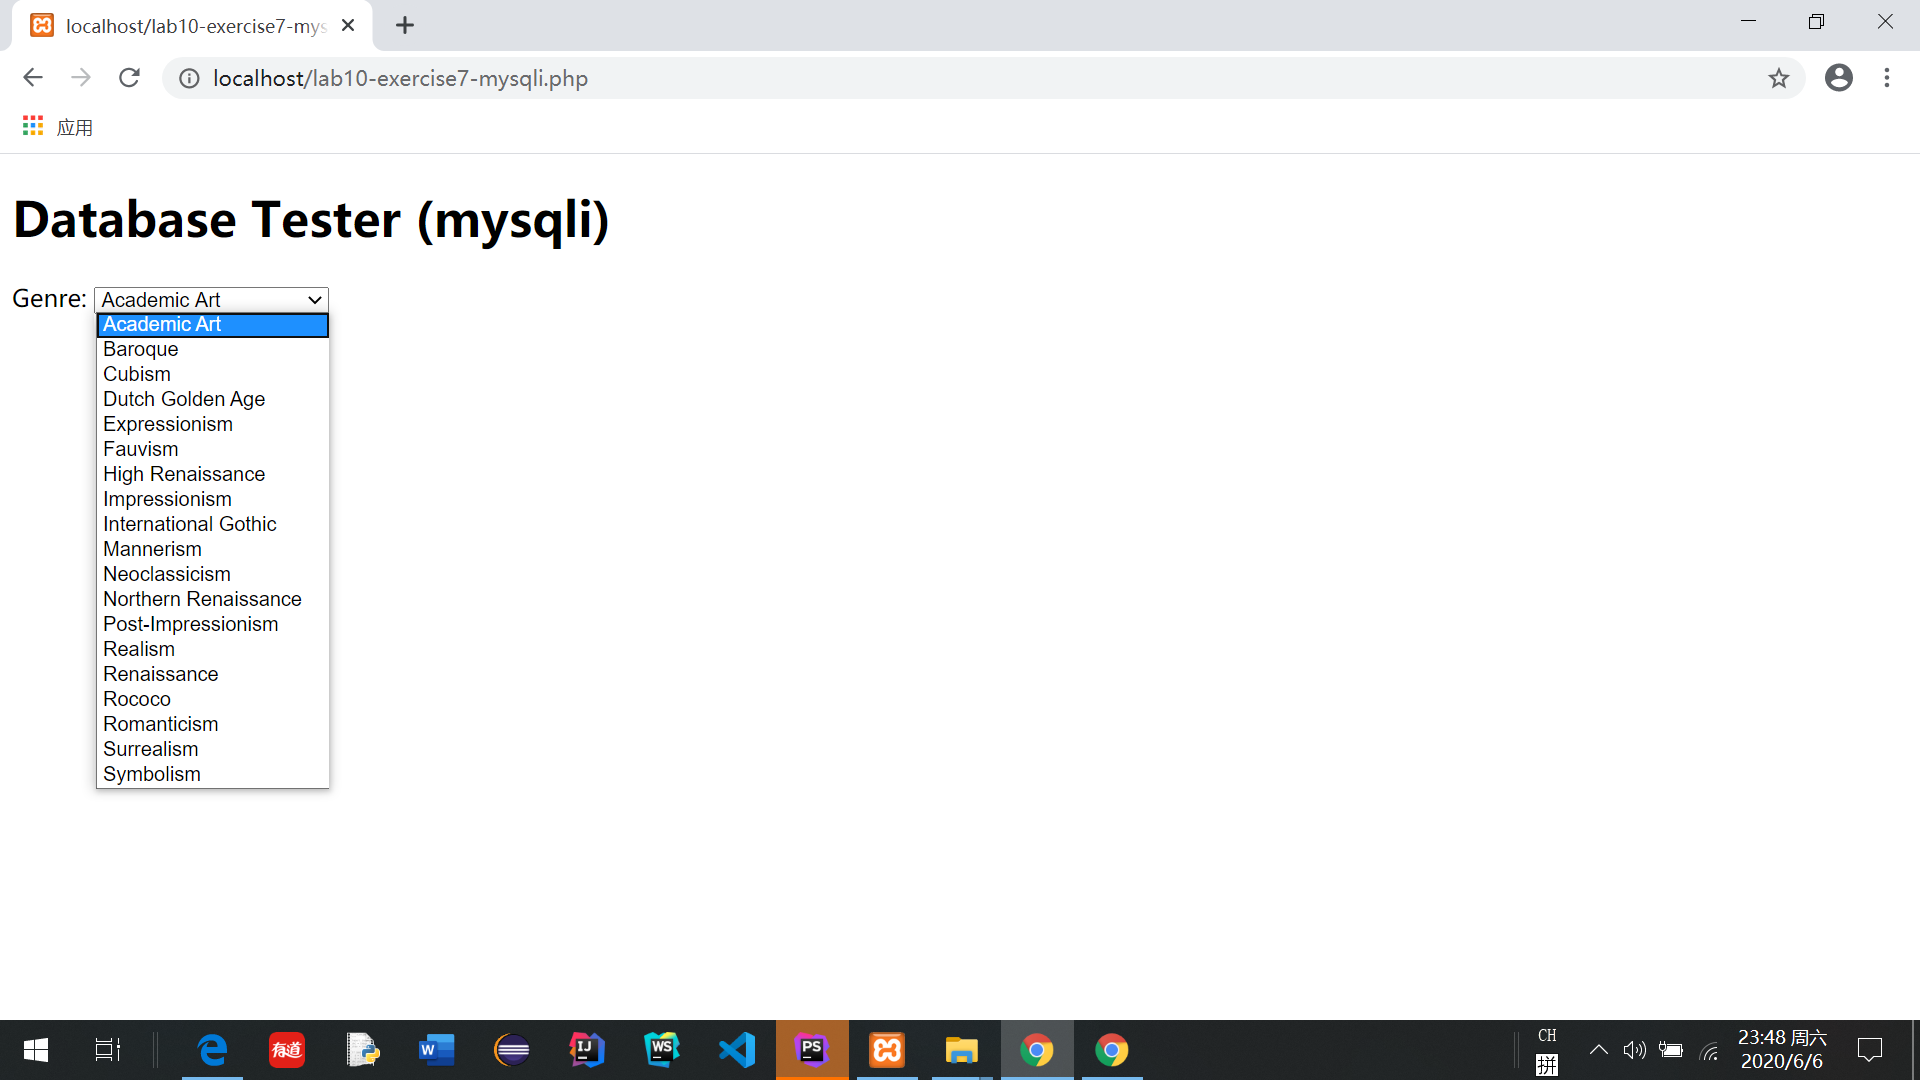 localhost/lab10-exercise7-mys
localhost/lab10-exercise7-mysqli.php
应用
Database Tester (mysqli)
Genre: Academic Art
Academic Art
Baroque
Cubism
Dutch Golden Age
Expressionism
Fauvism
High Renaissance
Impressionism
International Gothic
Mannerism
Neoclassicism
Northern Renaissance
Post-Impressionism
Realism
Renaissance
Rococo
Romanticism
Surrealism
Symbolism
有道
W
IJ
WS
PS
CH
拼
23:48 周六
2020/6/6